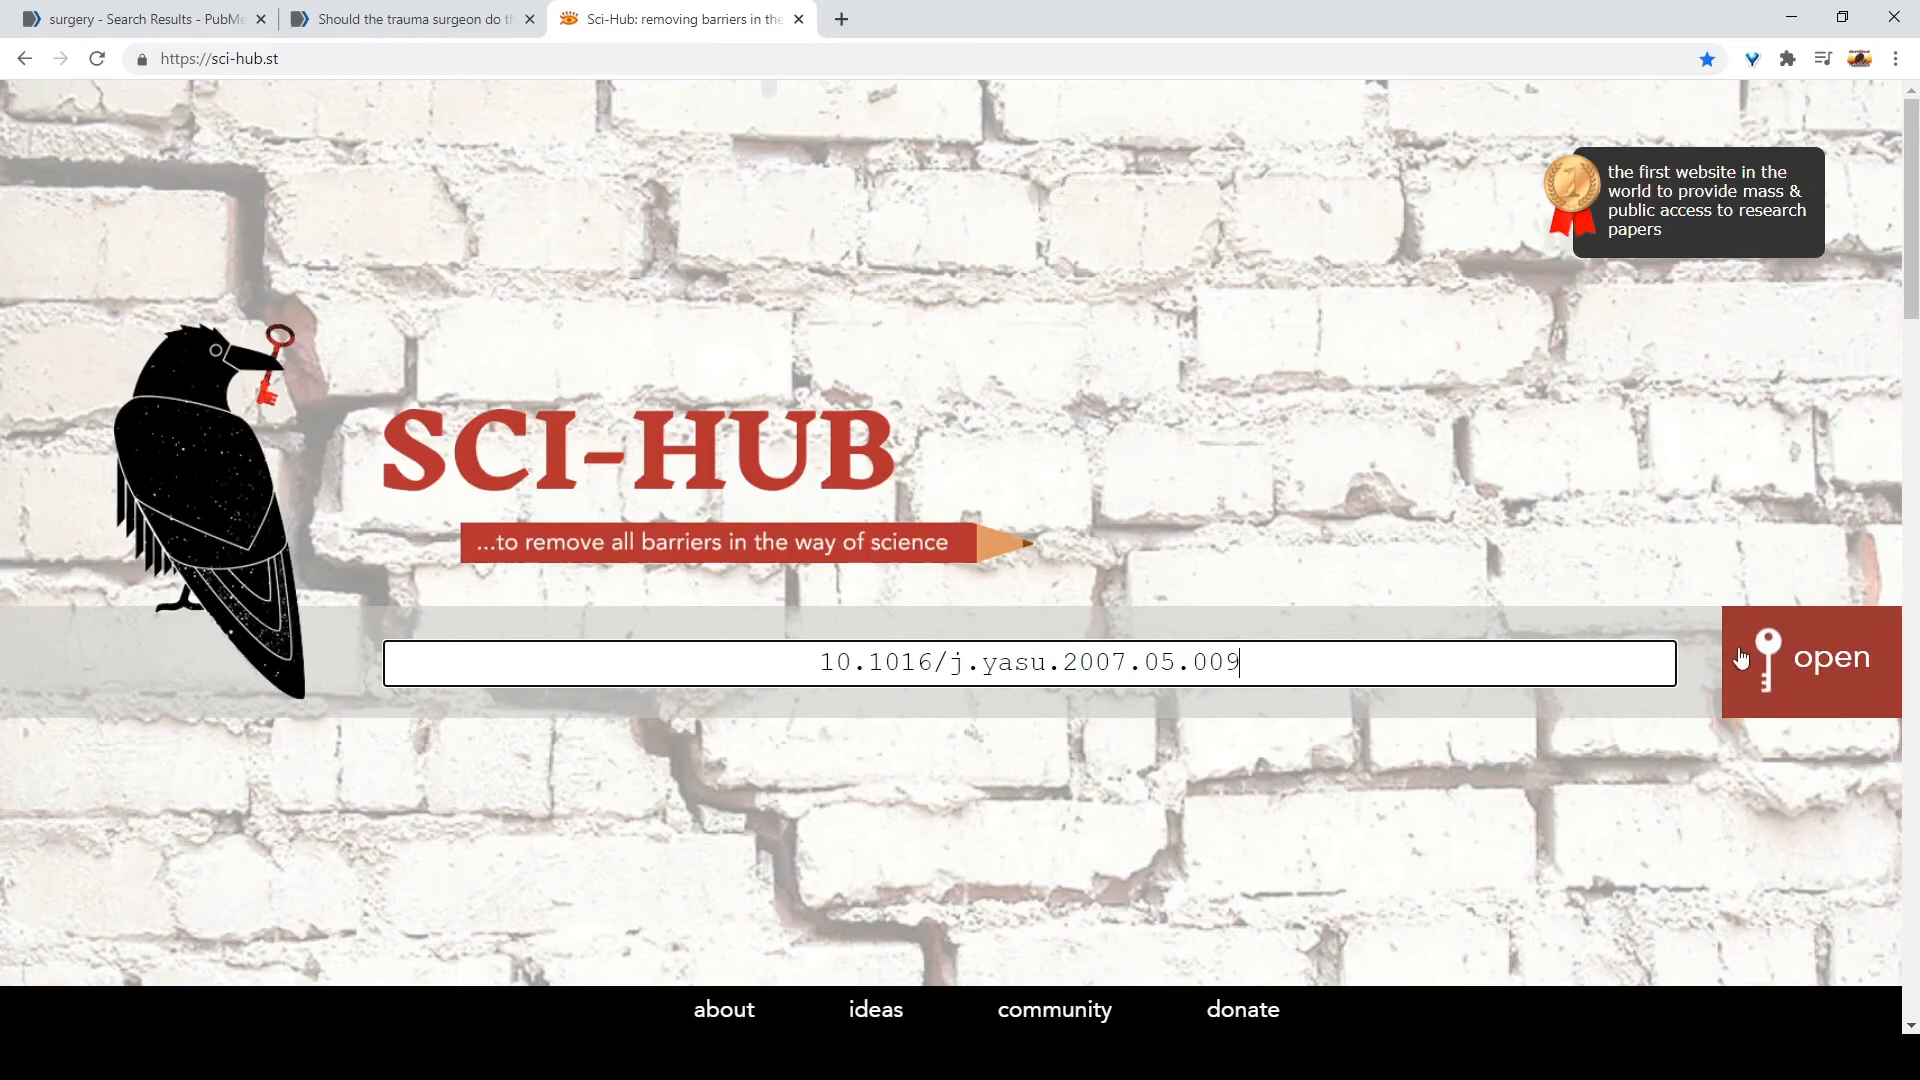 surgery - Search Results - PubMe
Should the trauma surgeon do th
Sci-Hub: removing barriers in the
https://sci-hub.st
the first website in the
world to provide mass &
public access to research
papers
1
SCI-HUB
...to remove all barriers in the way of science
10.1016/j.yasu.2007.05.009
open
about
ideas
community
donate